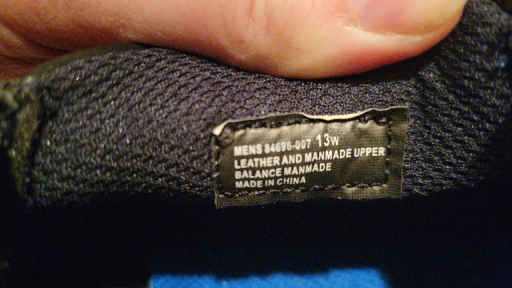 MENS 84696-007 13W
LEATHER AND MANMADE UPPER
BALANCE MANMADE
MADE IN CHINA